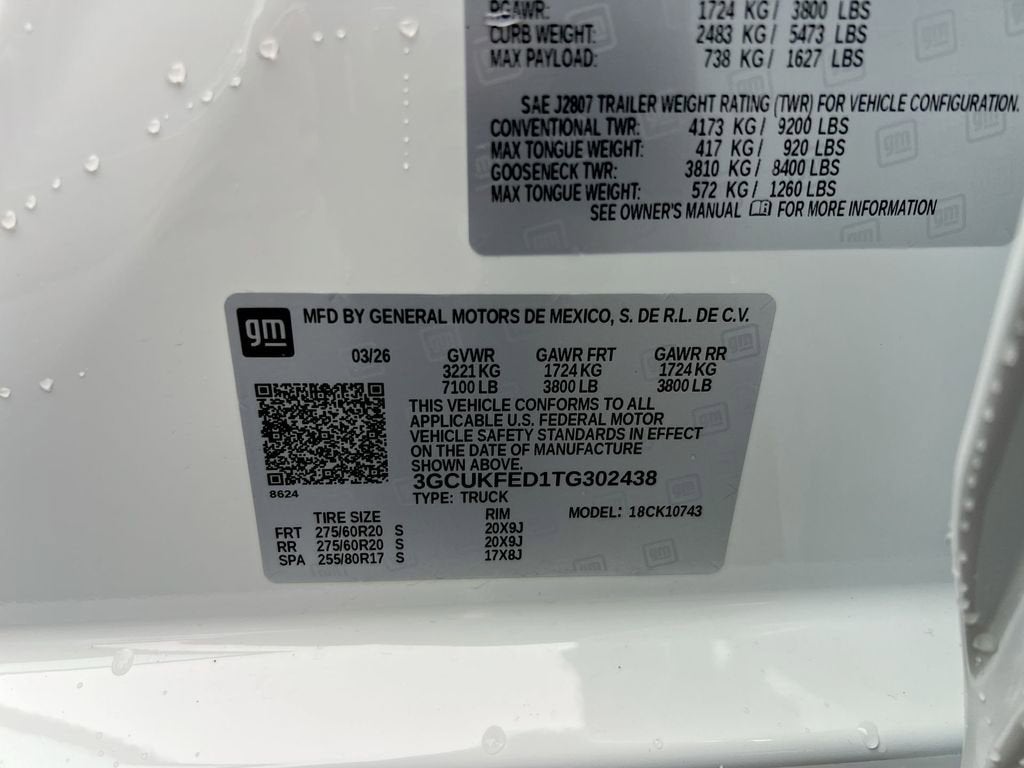 RGAWR: 1724 KG / 3800 LBS
CURB WEIGHT: 2483 KG / 5473 LBS
MAX PAYLOAD: 738 KG / 1627 LBS
SAE J2807 TRAILER WEIGHT RATING (TWR) FOR VEHICLE CONFIGURATION.
CONVENTIONAL TWR: 4173 KG / 9200 LBS
MAX TONGUE WEIGHT: 417 KG / 920 LBS
GOOSENECK TWR: 3810 KG / 8400 LBS
MAX TONGUE WEIGHT: 572 KG / 1260 LBS
SEE OWNER'S MANUAL FOR MORE INFORMATION
gm MFD BY GENERAL MOTORS DE MEXICO, S. DE R.L. DE C.V.
03/26 GVWR GAWR FRT GAWR RR
3221 KG 1724 KG 1724 KG
7100 LB 3800 LB 3800 LB
THIS VEHICLE CONFORMS TO ALL
APPLICABLE U.S. FEDERAL MOTOR
VEHICLE SAFETY STANDARDS IN EFFECT
ON THE DATE OF MANUFACTURE
SHOWN ABOVE.
3GCUKFED1TG302438
8624 TYPE: TRUCK
TIRE SIZE RIM MODEL: 18CK10743
FRT 275/60R20 S 20X9J
RR 275/60R20 S 20X9J
SPA 255/80R17 S 17X8J